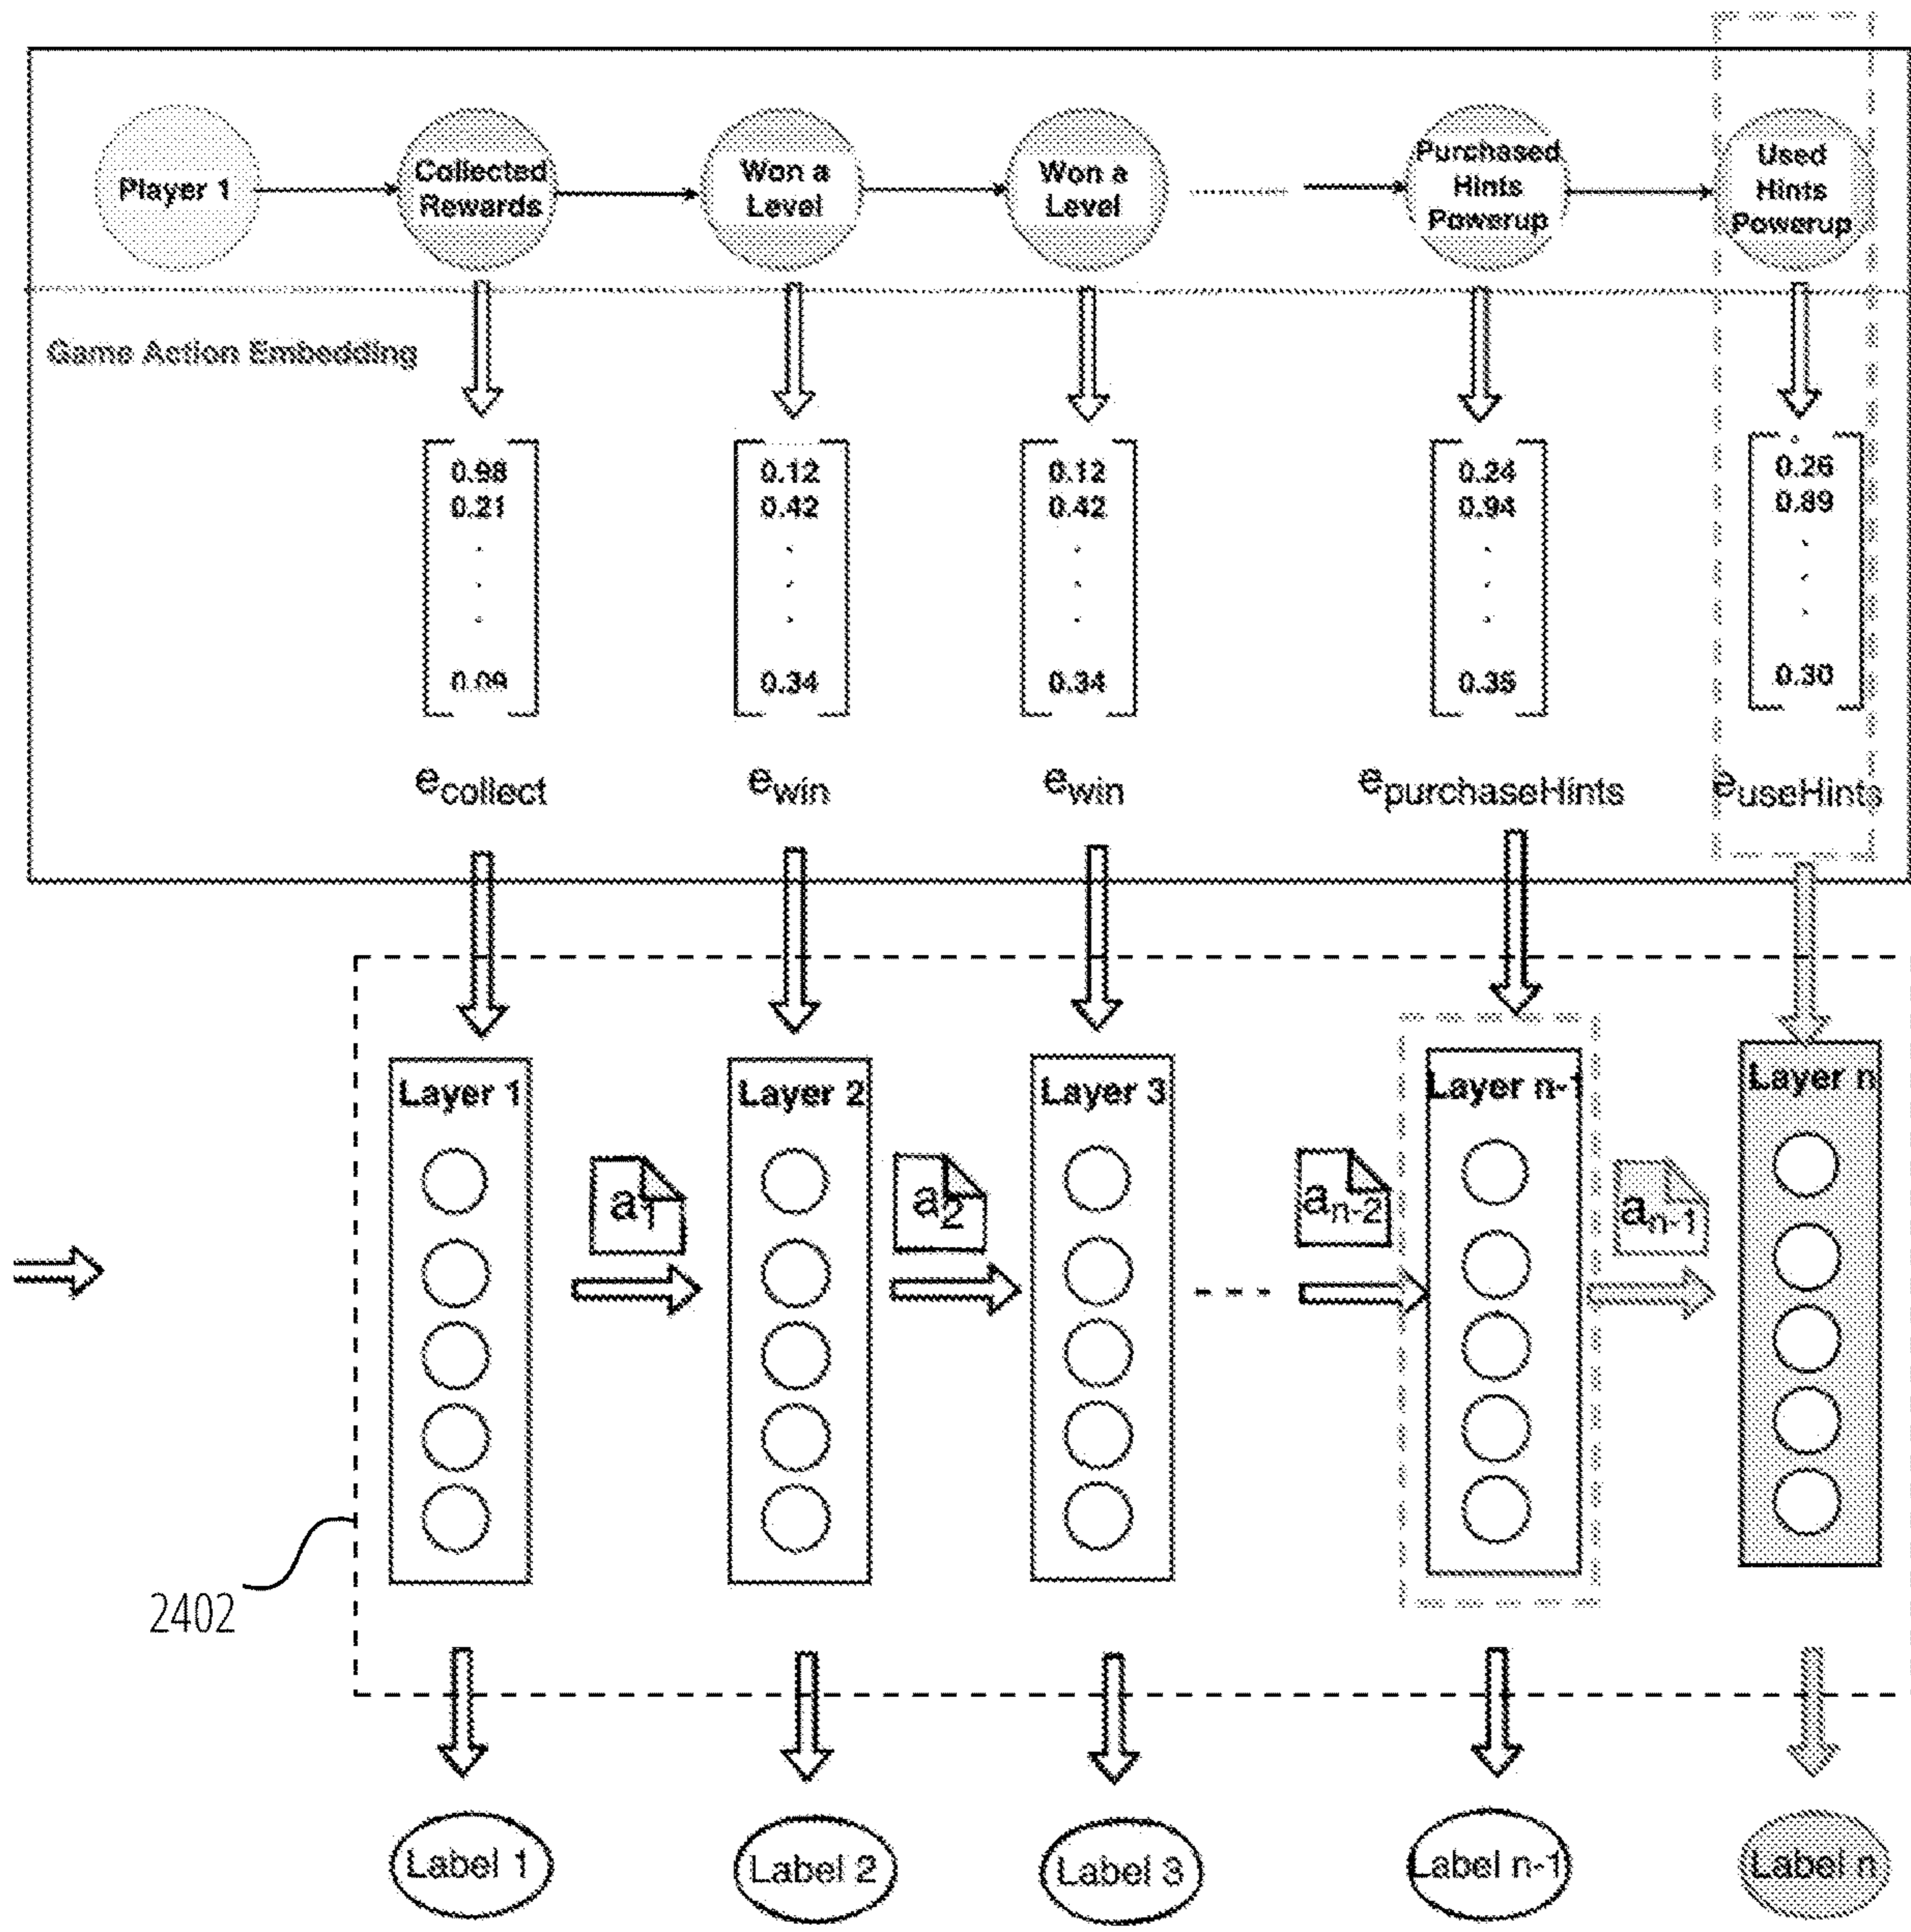 Player 1
Collected
Rewards
Won a
Level
Won a
Level
Purchased
Hints
Powerup
Used
Hints
Powerup
Game Action Embedding
0.98
0.21
.
.
.
0.09
0.12
0.42
.
.
.
0.34
0.12
0.42
.
.
.
0.34
0.24
0.94
.
.
.
0.35
0.26
0.89
.
.
.
0.30
ecollect
ewin
ewin
epurchaseHints
euseHints
Layer 1
Layer 2
Layer 3
Layer n-1
Layer n
a1
a2
an-2
an-1
2402
Label 1
Label 2
Label 3
Label n-1
Label n